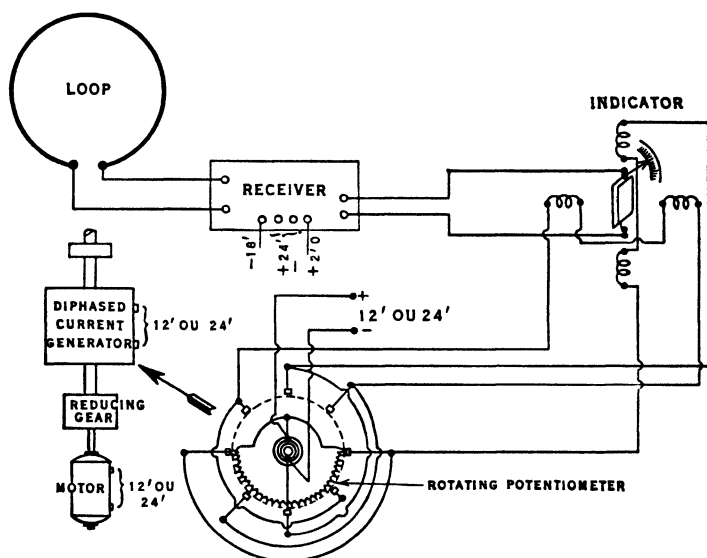 LOOP
INDICATOR
RECEIVER
-18'
+24'
-
+2'0
DIPHASED
CURRENT
GENERATOR
12' OU 24'
+
12' OU 24'
-
REDUCING
GEAR
MOTOR
12' OU
24'
ROTATING POTENTIOMETER